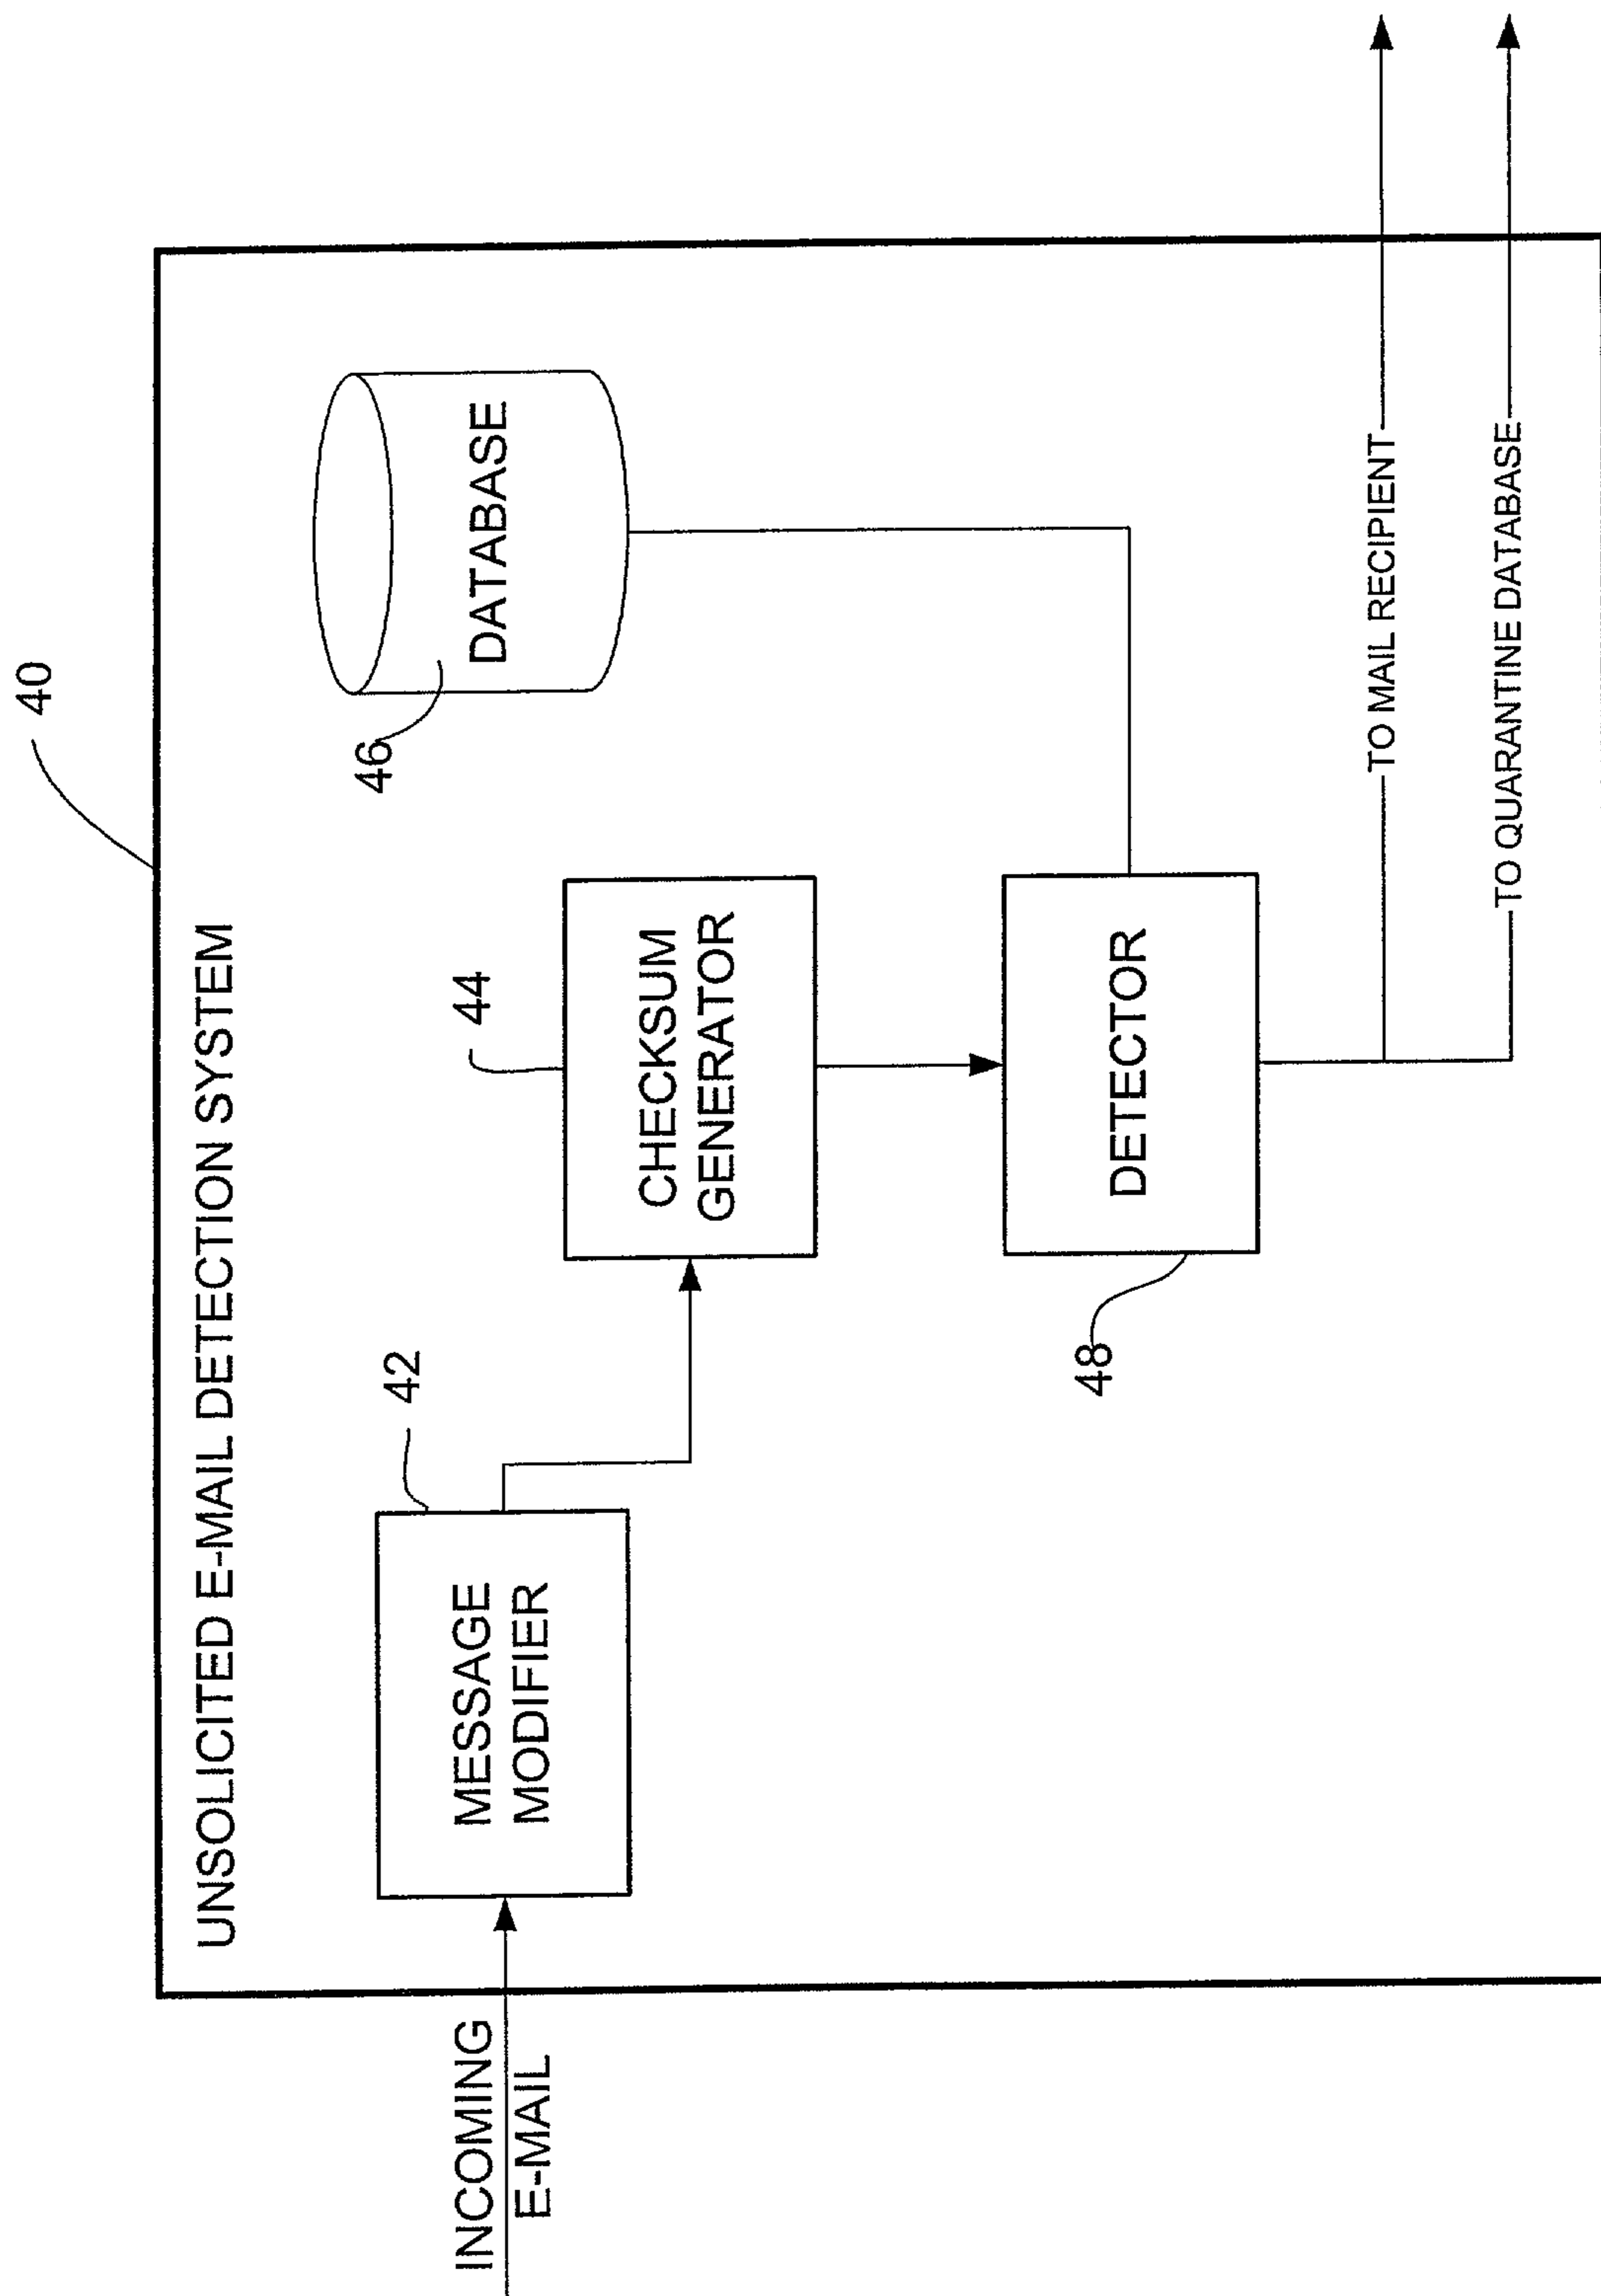 40
UNSOLICITED E-MAIL DETECTION SYSTEM
INCOMING
E-MAIL
42
MESSAGE
MODIFIER
44
CHECKSUM
GENERATOR
46
DATABASE
48
DETECTOR
TO MAIL RECIPIENT
TO QUARANTINE DATABASE